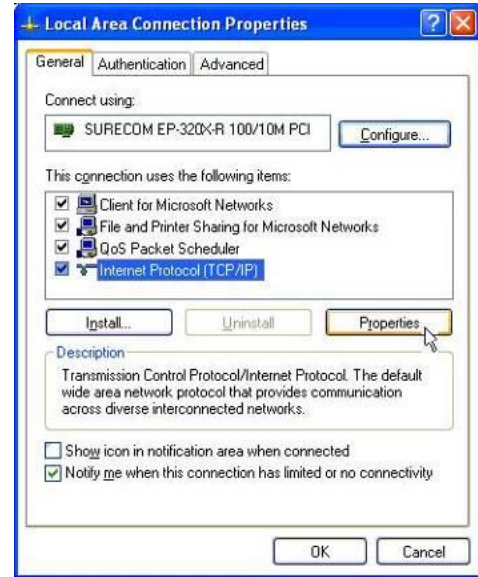 Local Area Connection Properties
General Authentication Advanced
Connect using:
SURECOM EP-320X-R 100/10M PCI
Configure...
This connection uses the following items:
Client for Microsoft Networks
File and Printer Sharing for Microsoft Networks
QoS Packet Scheduler
Internet Protocol (TCP/IP)
Install... Uninstall Properties
Description
Transmission Control Protocol/Internet Protocol. The default
wide area network protocol that provides communication
across diverse interconnected networks.
Show icon in notification area when connected
Notify me when this connection has limited or no connectivity
OK Cancel